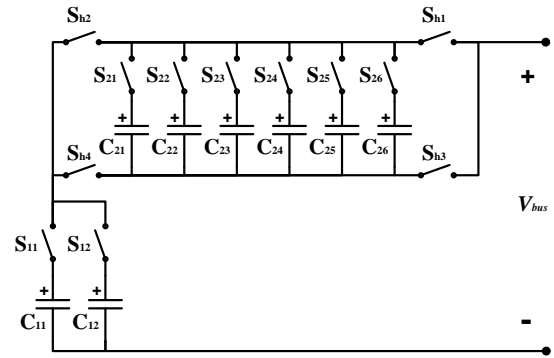 Sh2 Sh1
S21 S22 S23 S24 S25 S26
+ + + + + + +
C21 C22 C23 C24 C25 C26
Sh4 Sh3
Vbus
S11 S12
+ +
C11 C12
-